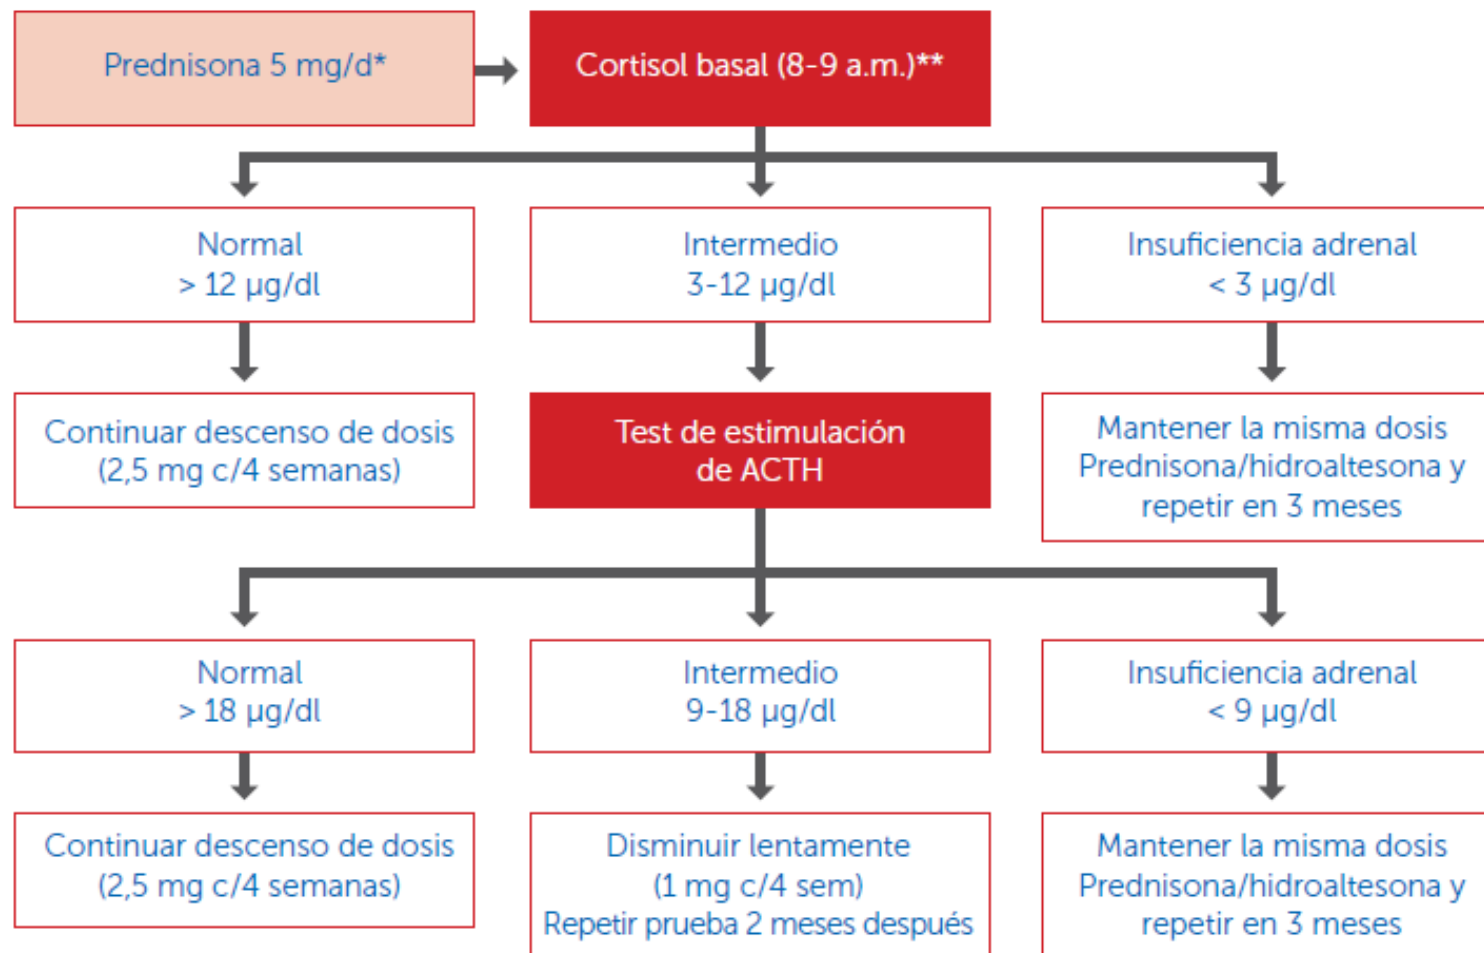 Prednisona 5 mg/d*
Cortisol basal (8-9 a.m.)**
Normal
> 12 µg/dl
Intermedio
3-12 µg/dl
Insuficiencia adrenal
< 3 µg/dl
Continuar descenso de dosis
(2,5 mg c/4 semanas)
Test de estimulación
de ACTH
Mantener la misma dosis
Prednisona/hidroaltesona y
repetir en 3 meses
Normal
> 18 µg/dl
Intermedio
9-18 µg/dl
Insuficiencia adrenal
< 9 µg/dl
Continuar descenso de dosis
(2,5 mg c/4 semanas)
Disminuir lentamente
(1 mg c/4 sem)
Repetir prueba 2 meses después
Mantener la misma dosis
Prednisona/hidroaltesona y
repetir en 3 meses